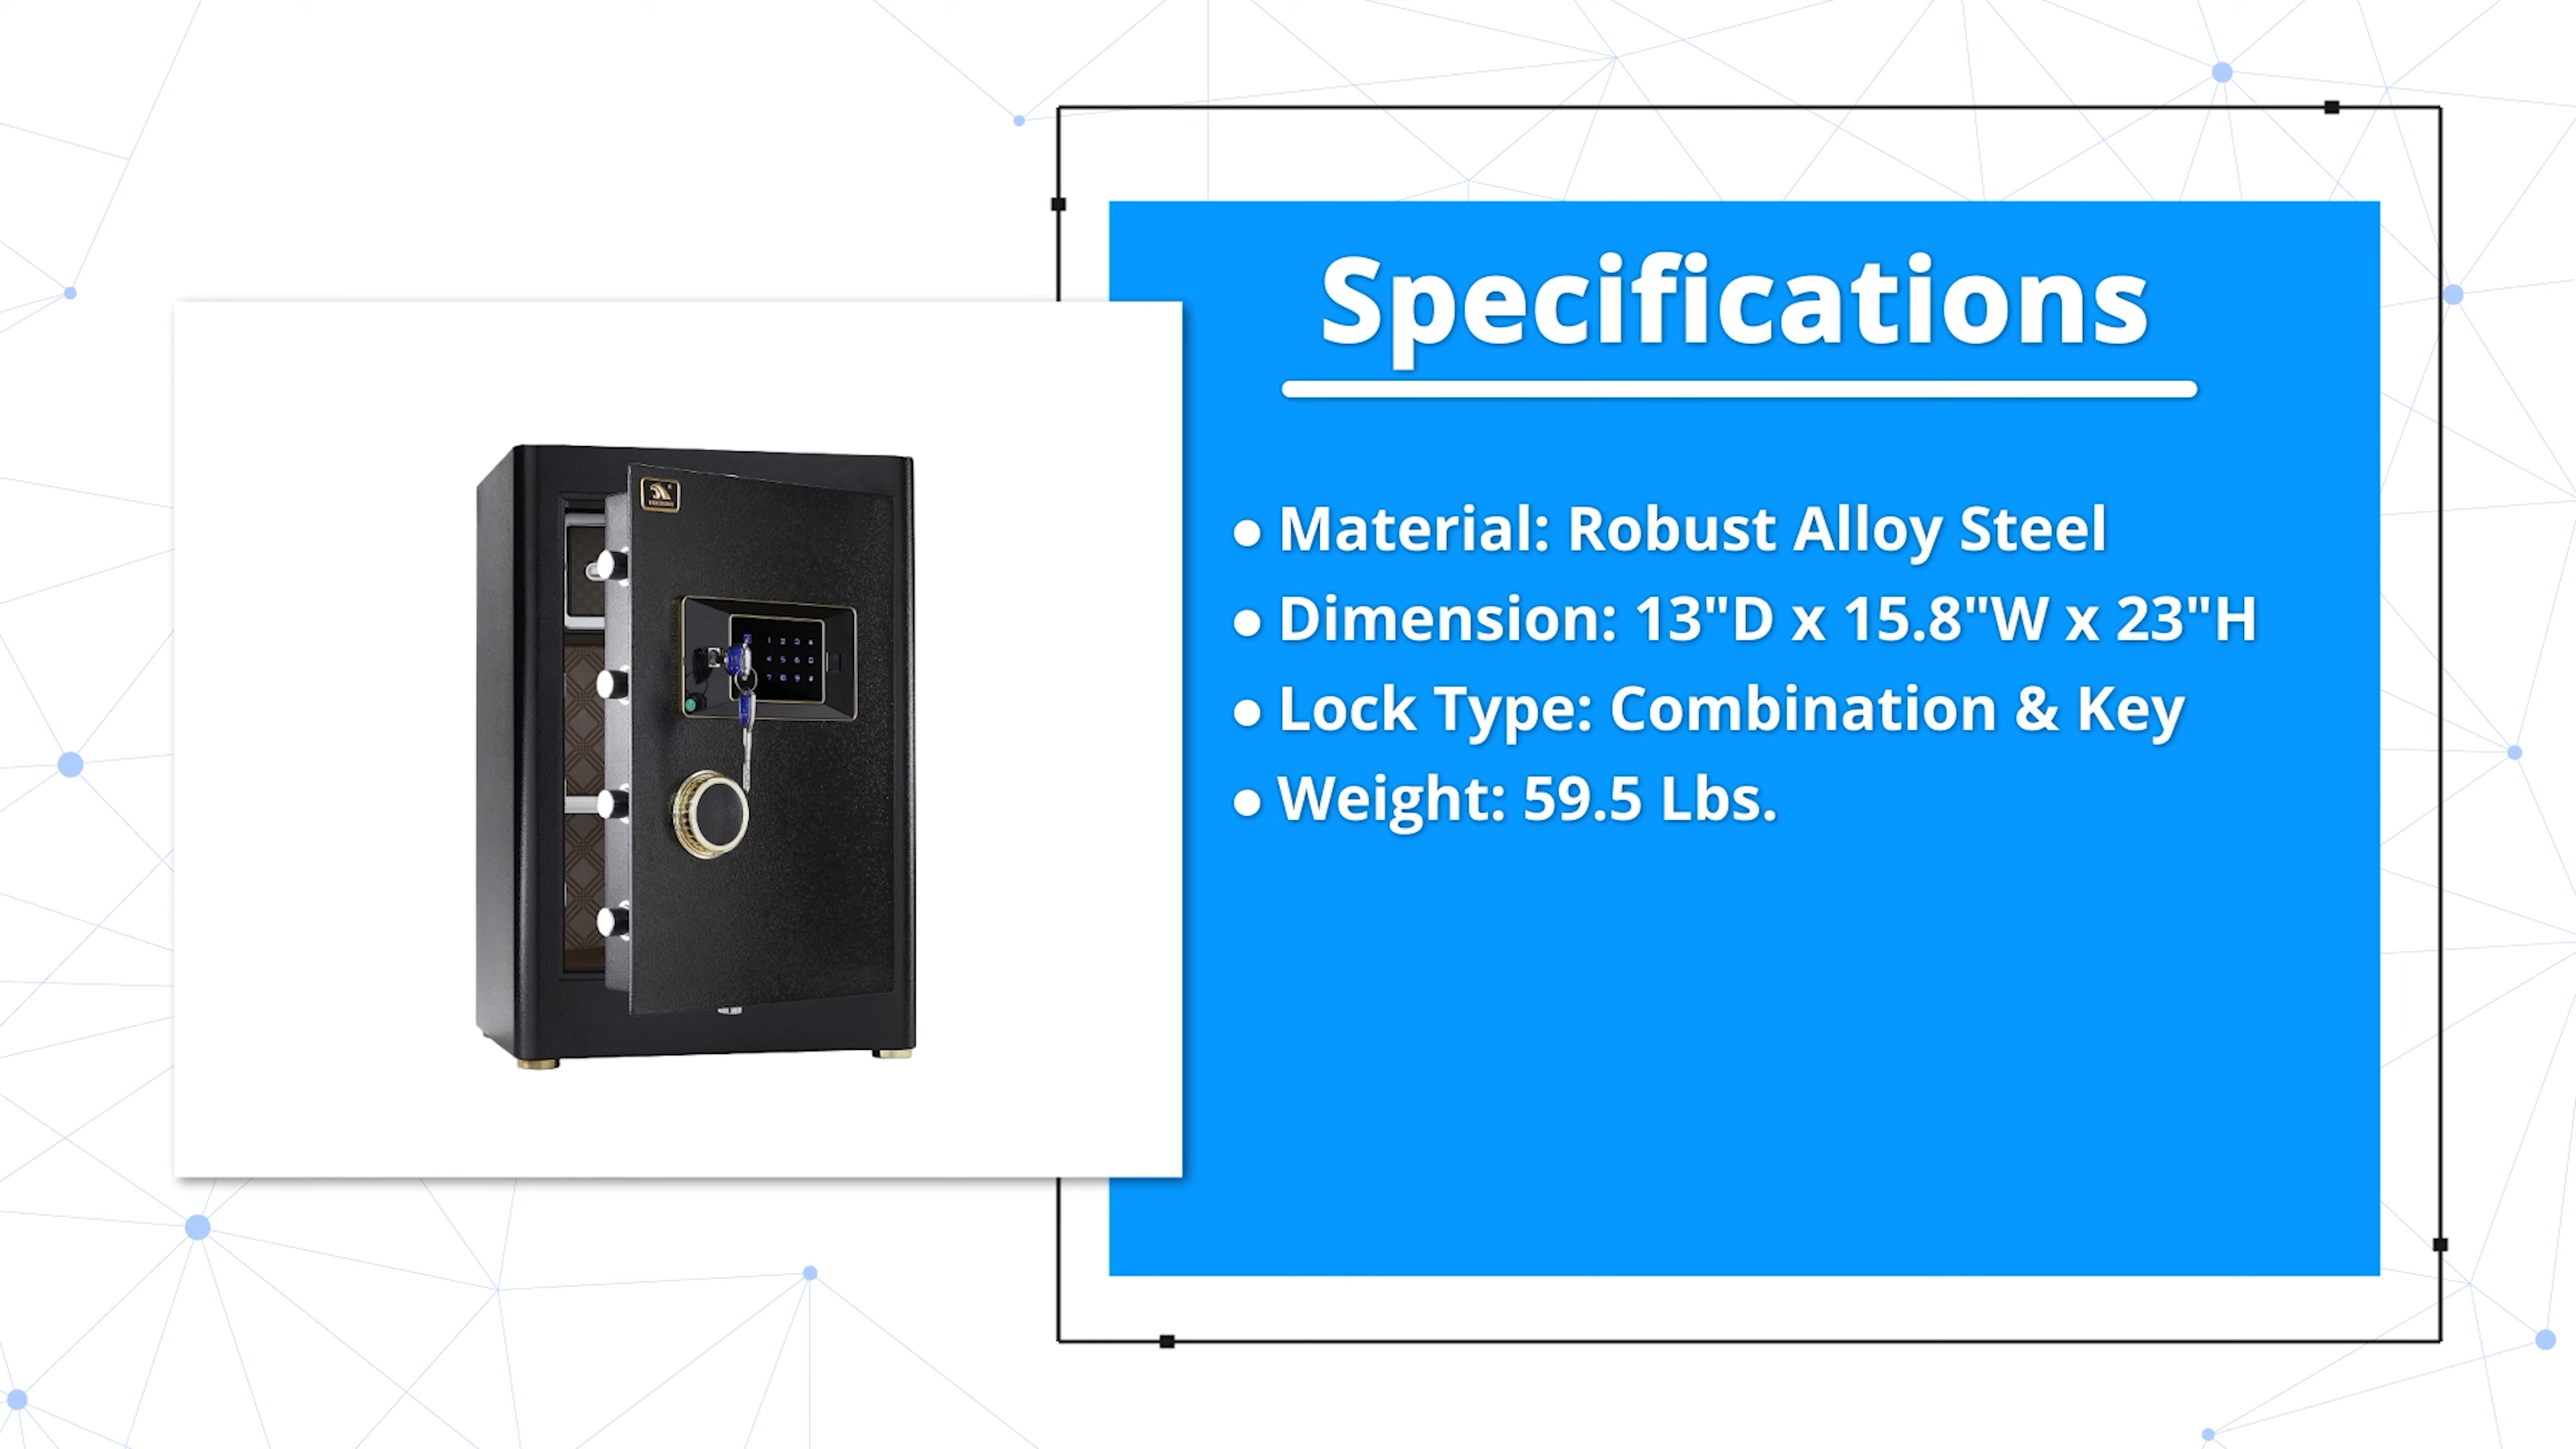 Specifications
● Material: Robust Alloy Steel
● Dimension: 13"D x 15.8"W x 23"H
● Lock Type: Combination & Key
● Weight: 59.5 Lbs.